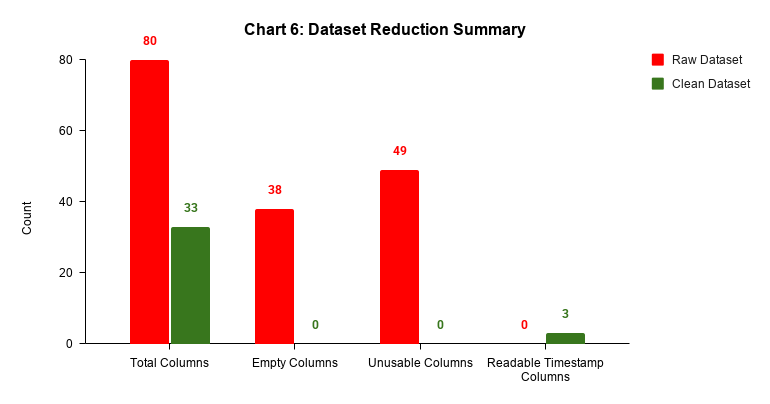 Chart 6: Dataset Reduction Summary
Raw Dataset
Clean Dataset
Count
80
60
40
20
0
80
33
38
0
49
0
0
3
Total Columns
Empty Columns
Unusable Columns
Readable Timestamp
Columns